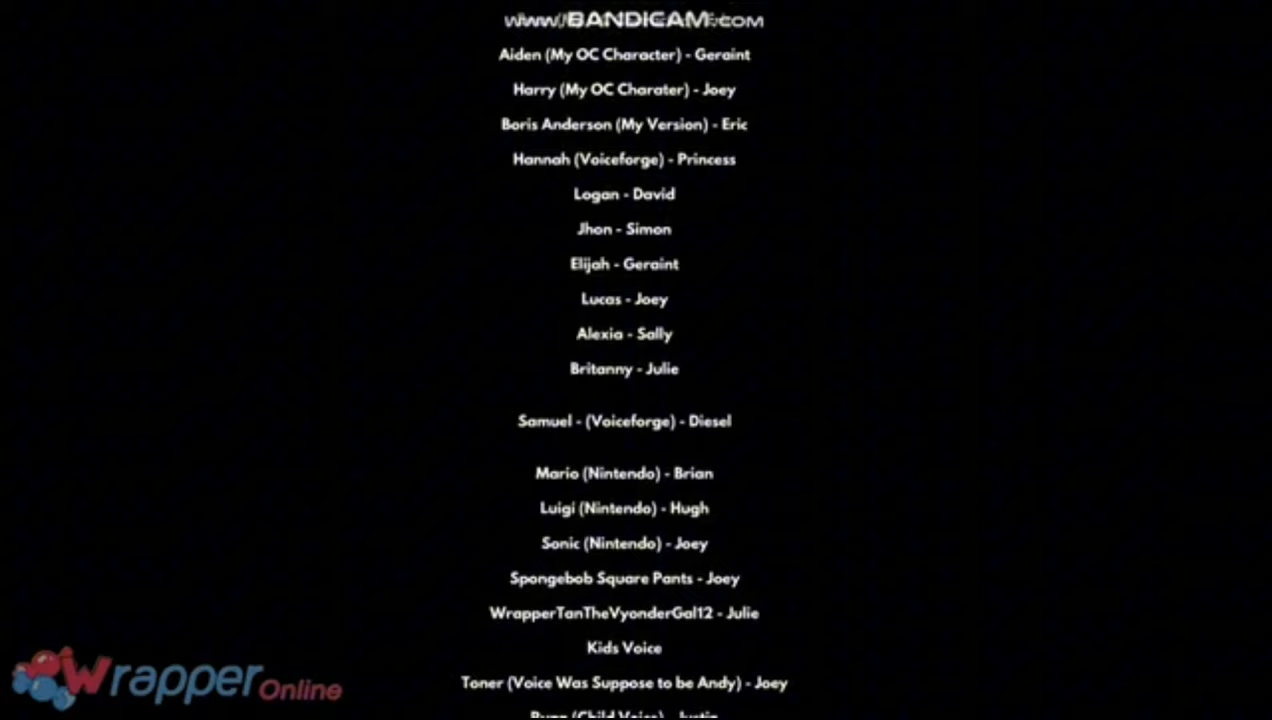 www.BANDICAM.com
Aiden (My OC Character) - Geraint
Harry (My OC Charater) - Joey
Boris Anderson (My Version) - Eric
Hannah (Voiceforge) - Princess
Logan - David
Jhon - Simon
Elijah - Geraint
Lucas - Joey
Alexia - Sally
Britanny - Julie
Samuel - (Voiceforge) - Diesel
Mario (Nintendo) - Brian
Luigi (Nintendo) - Hugh
Sonic (Nintendo) - Joey
Spongebob Square Pants - Joey
WrapperTanTheVyonderGal12 - Julie
Kids Voice
Toner (Voice Was Suppose to be Andy) - Joey
(Child Voice) - Justin
Wrapper Online